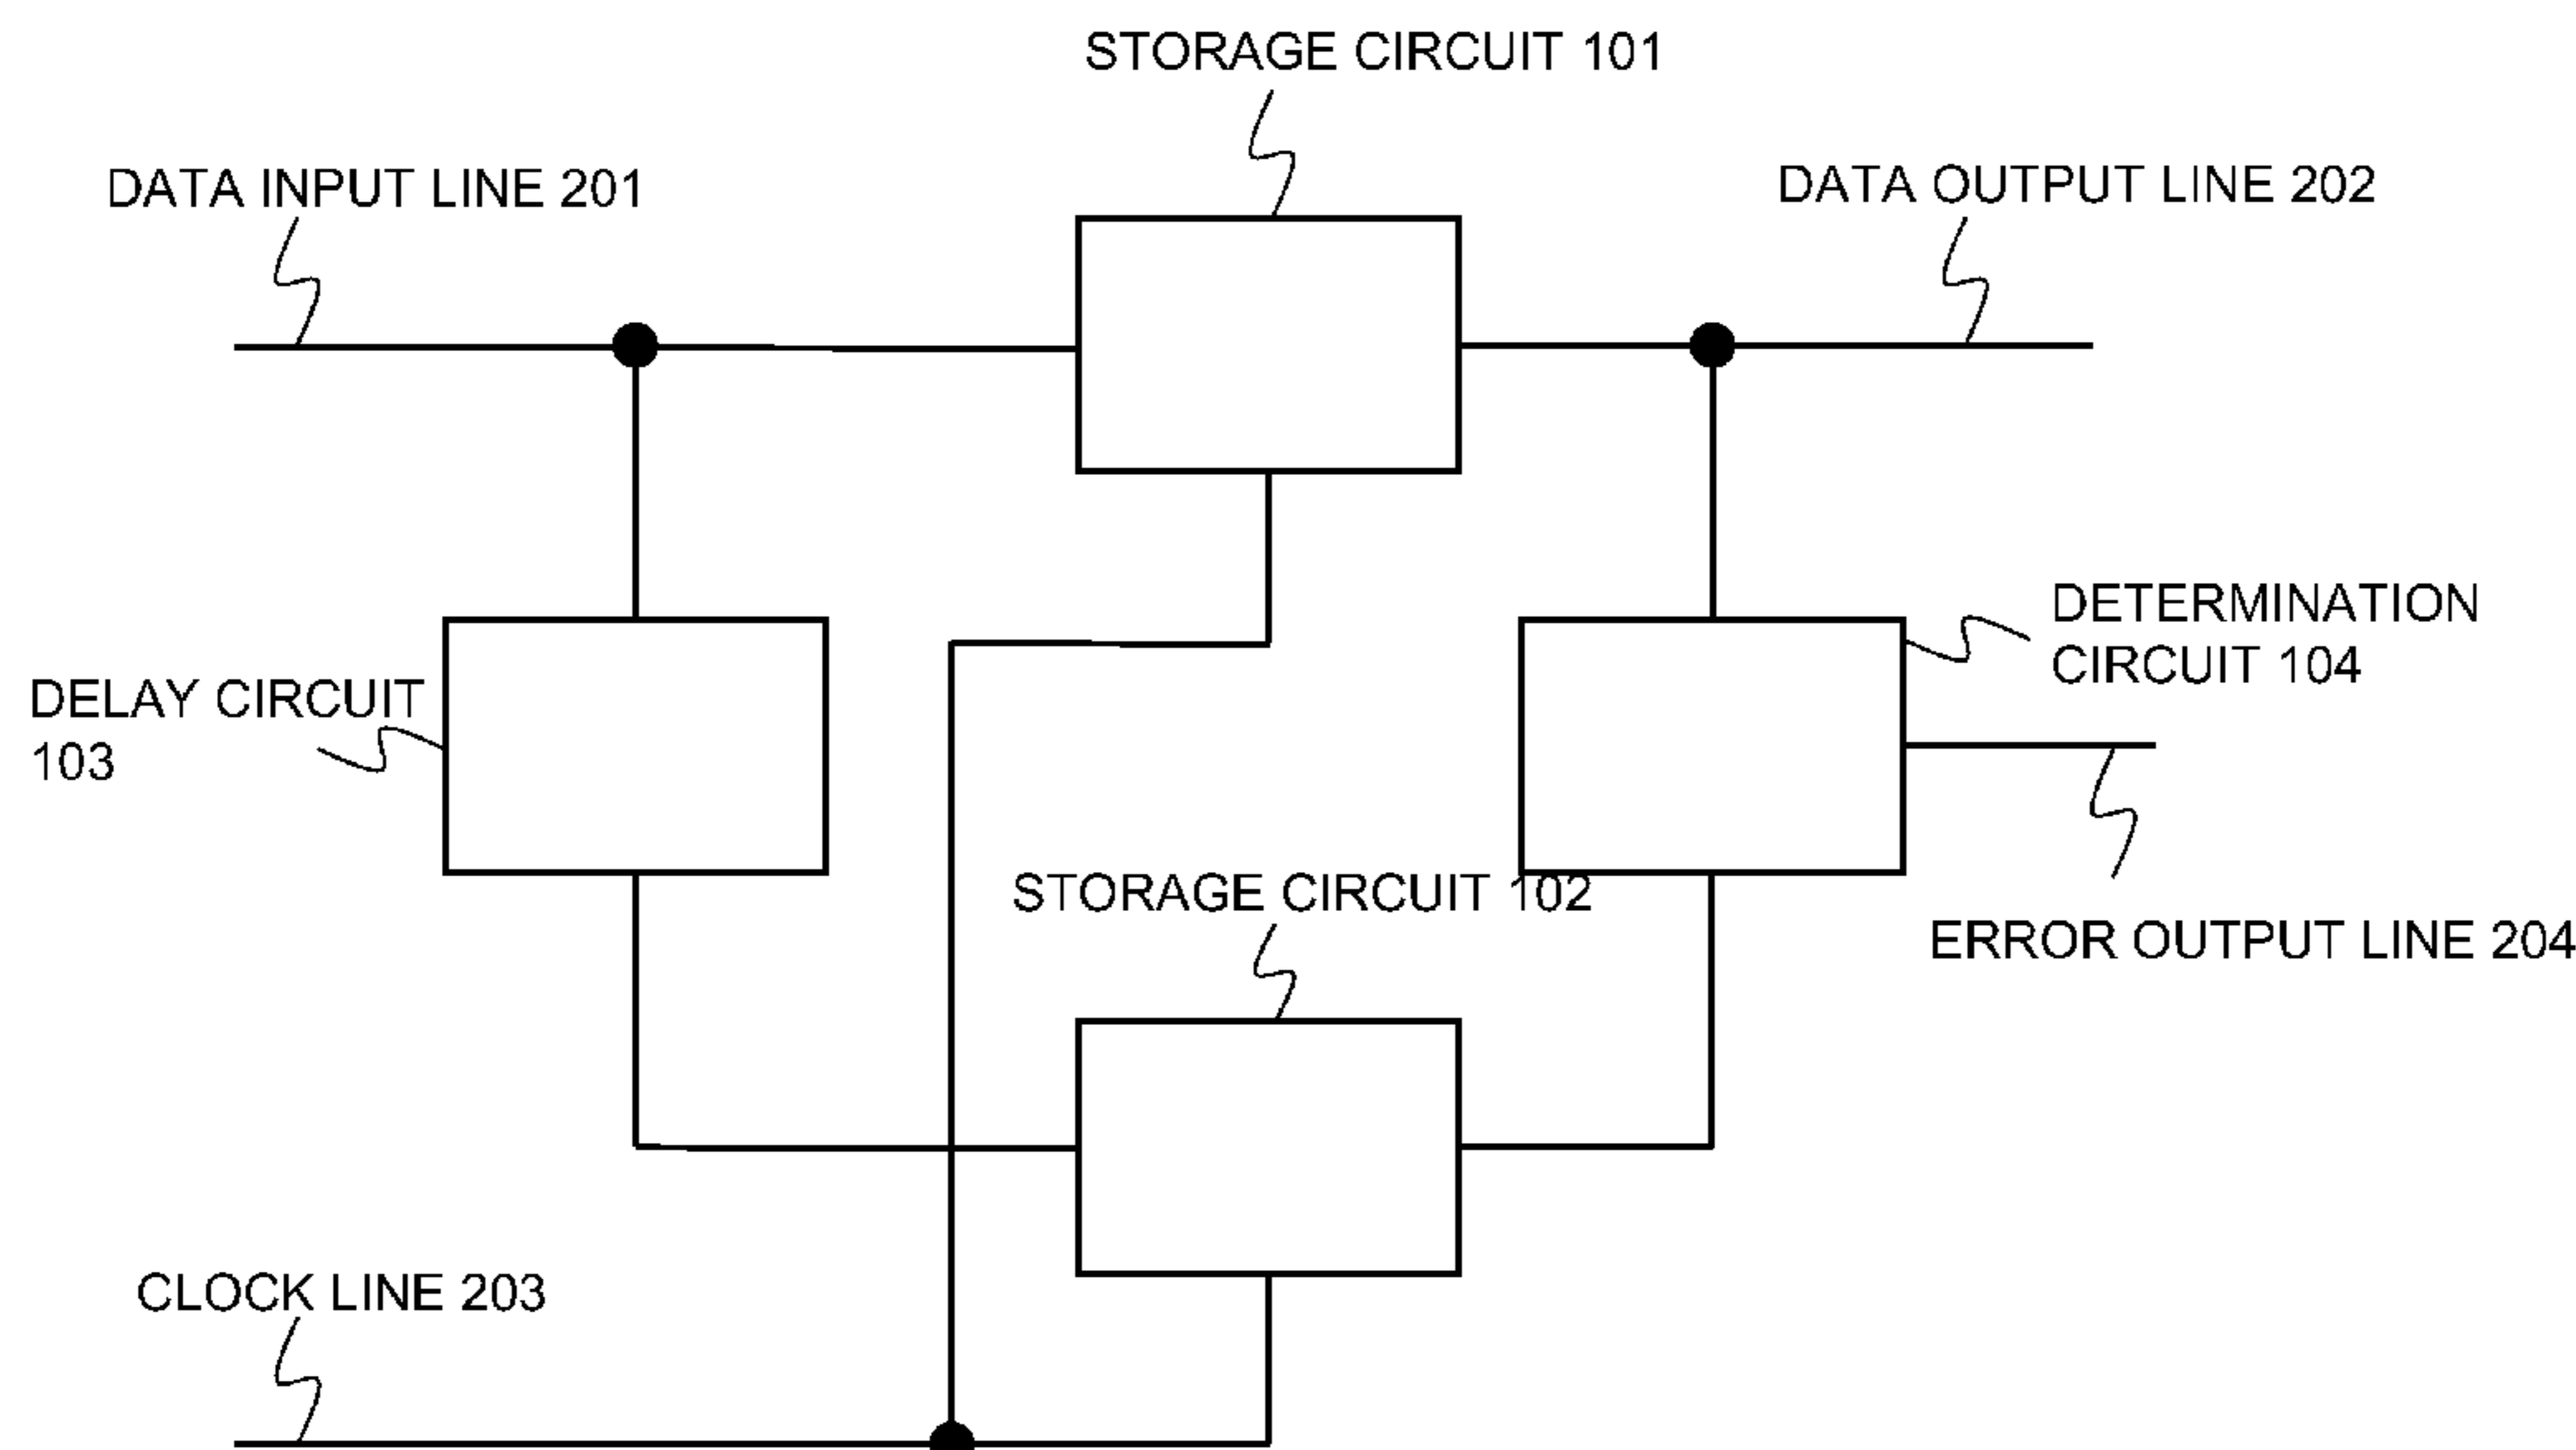 STORAGE CIRCUIT 101
DATA INPUT LINE 201
DATA OUTPUT LINE 202
DETERMINATION
CIRCUIT 104
DELAY CIRCUIT
103
STORAGE CIRCUIT 102
ERROR OUTPUT LINE 204
CLOCK LINE 203